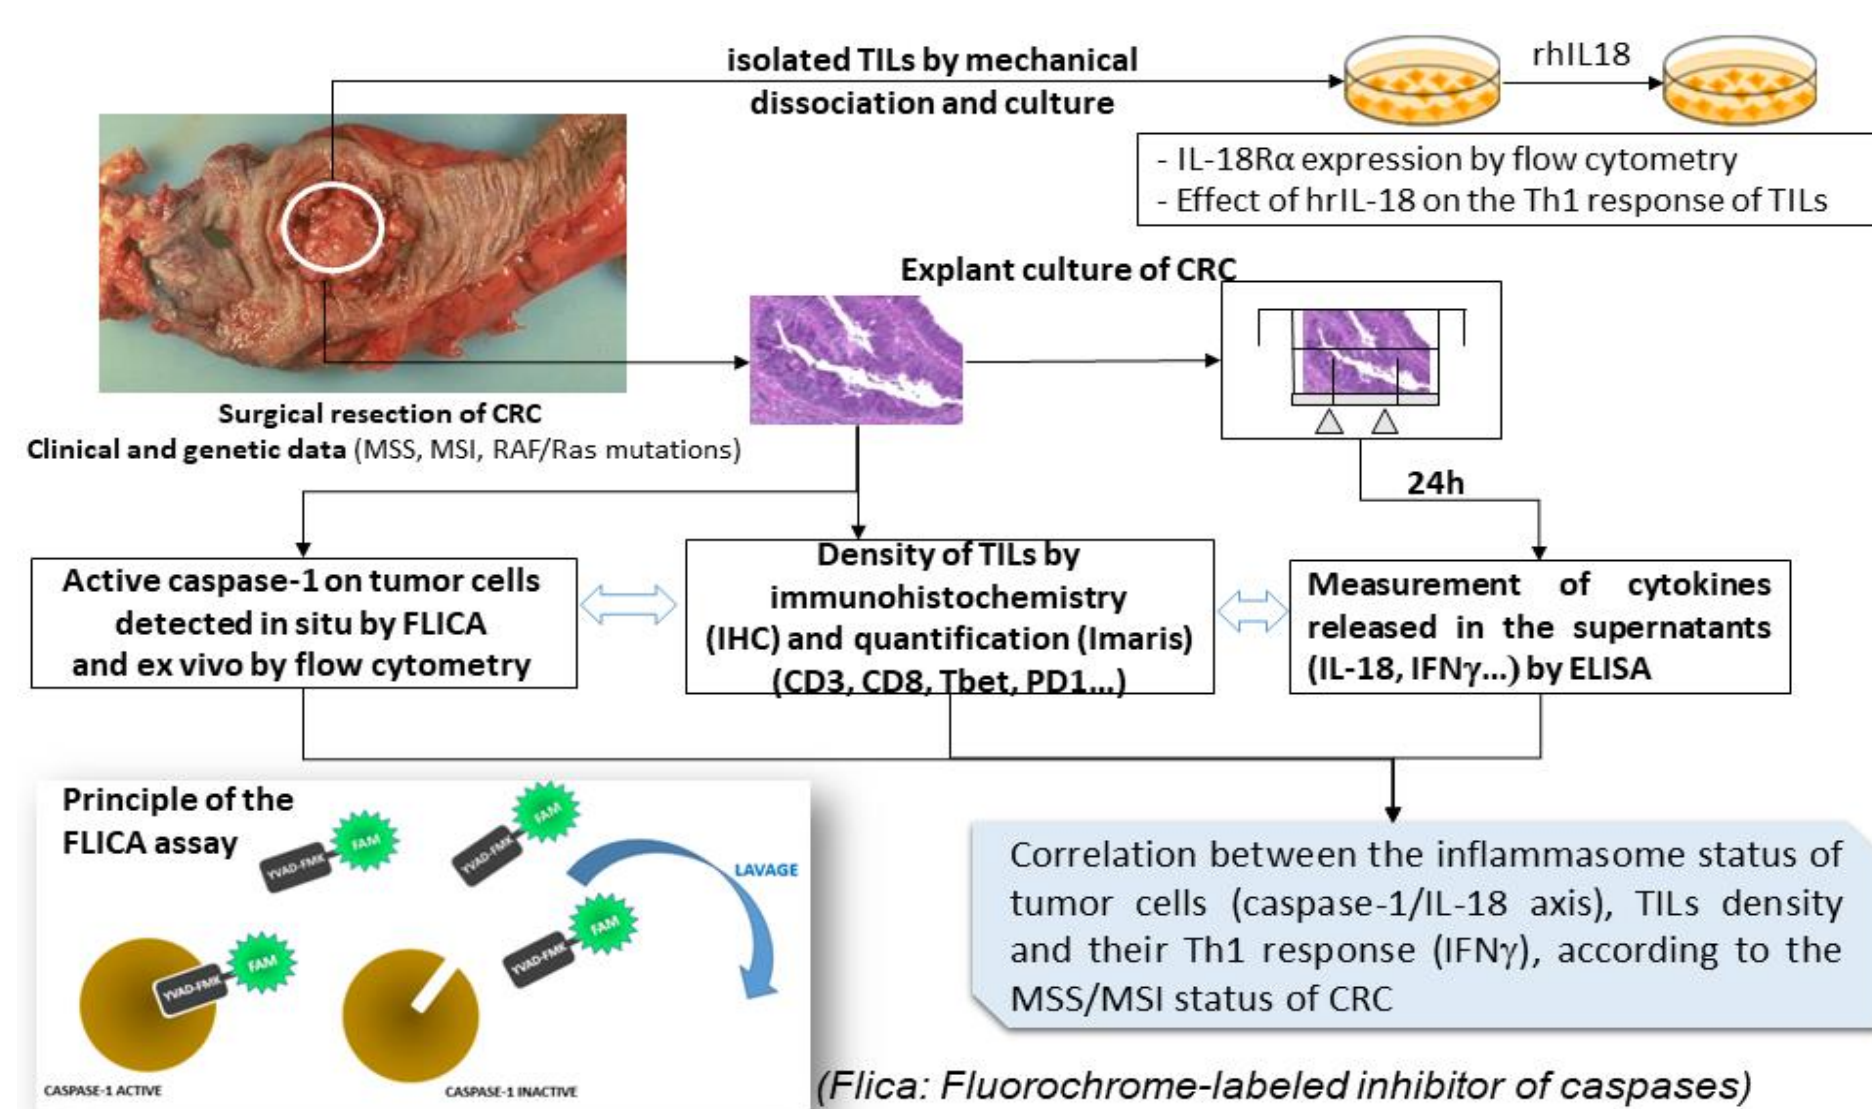 isolated TILs by mechanical
dissociation and culture
rhIL18
- IL-18Rα expression by flow cytometry
- Effect of hrIL-18 on the Th1 response of TILs
Explant culture of CRC
Surgical resection of CRC
Clinical and genetic data (MSS, MSI, RAF/Ras mutations)
24h
Active caspase-1 on tumor cells
detected in situ by FLICA
and ex vivo by flow cytometry
Density of TILs by
immunohistochemistry
(IHC) and quantification (Imaris)
(CD3, CD8, Tbet, PD1...)
Measurement of cytokines
released in the supernatants
(IL-18, IFNγ...) by ELISA
Principle of the
FLICA assay
YVAD-FMK
FAM
YVAD-FMK
FAM
LAVAGE
YVAD-FMK
FAM
YVAD-FMK
FAM
CASPASE-1 ACTIVE
CASPASE-1 INACTIVE
Correlation between the inflammasome status of
tumor cells (caspase-1/IL-18 axis), TILs density
and their Th1 response (IFNγ), according to the
MSS/MSI status of CRC
(Flica: Fluorochrome-labeled inhibitor of caspases)